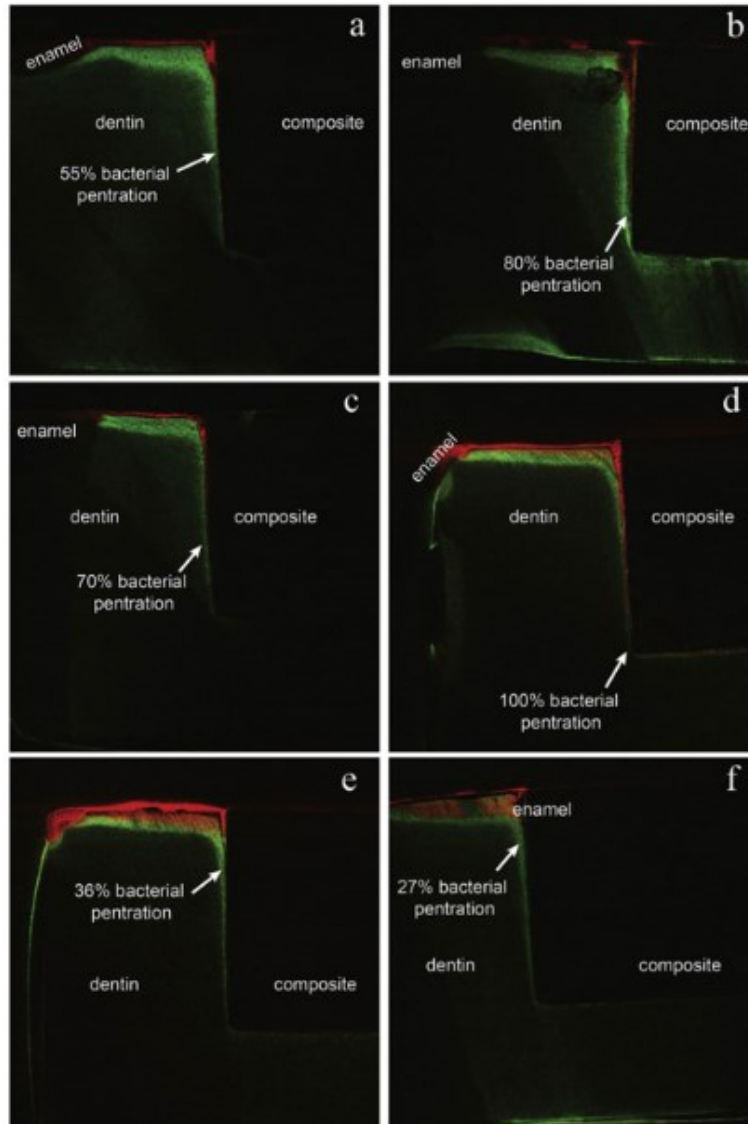 a
enamel
dentin
composite
55% bacterial
pentration
b
enamel
dentin
composite
80% bacterial
pentration
c
enamel
dentin
composite
70% bacterial
pentration
d
enamel
dentin
composite
100% bacterial
pentration
e
36% bacterial
pentration
dentin
composite
f
enamel
27% bacterial
pentration
dentin
composite